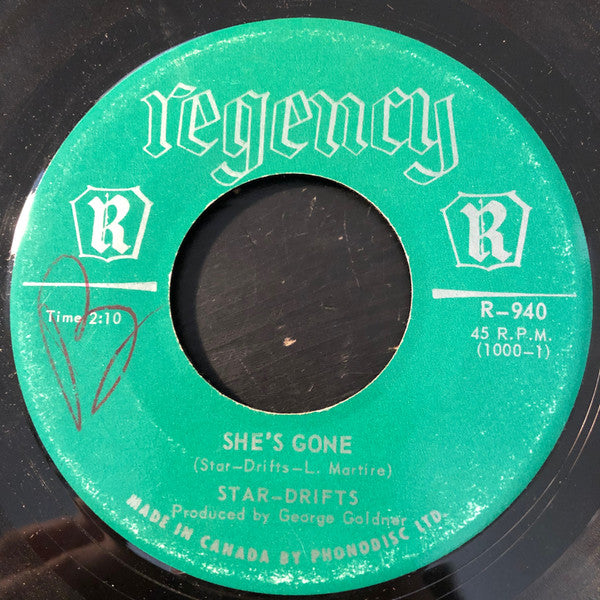 regency
R
R
Time 2:10
R-940
45 R.P.M.
(1000-1)
SHE'S GONE
(Star-Drifts-L. Martire)
STAR-DRIFTS
Produced by George Goldner
MADE IN CANADA BY PHONODISC LTD.